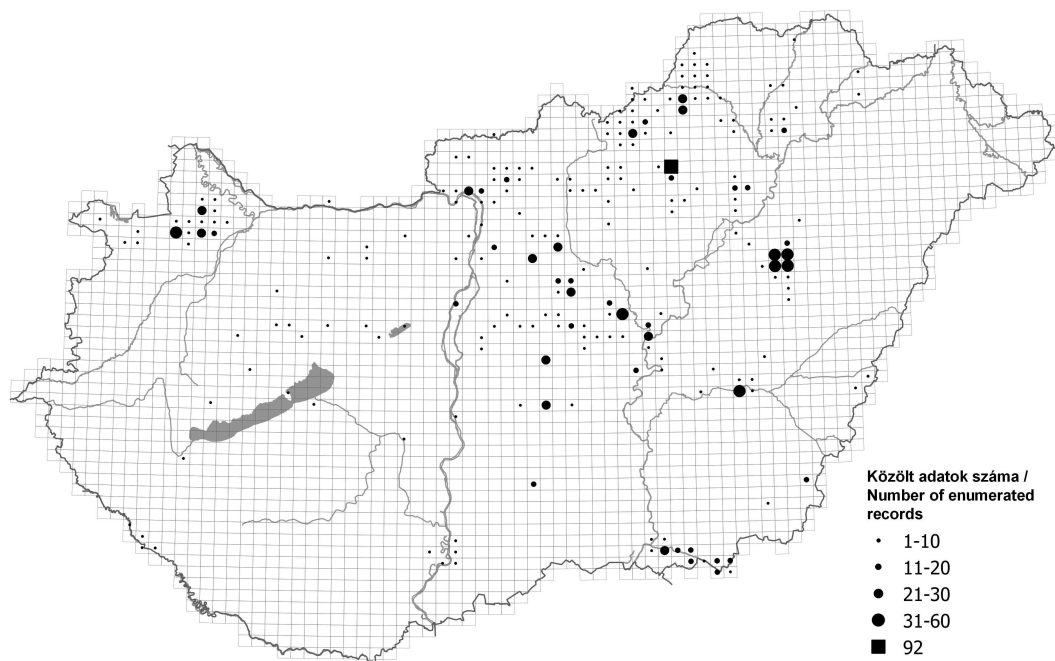 Közölt adatok száma /
Number of enumerated
records
1-10
11-20
21-30
31-60
92